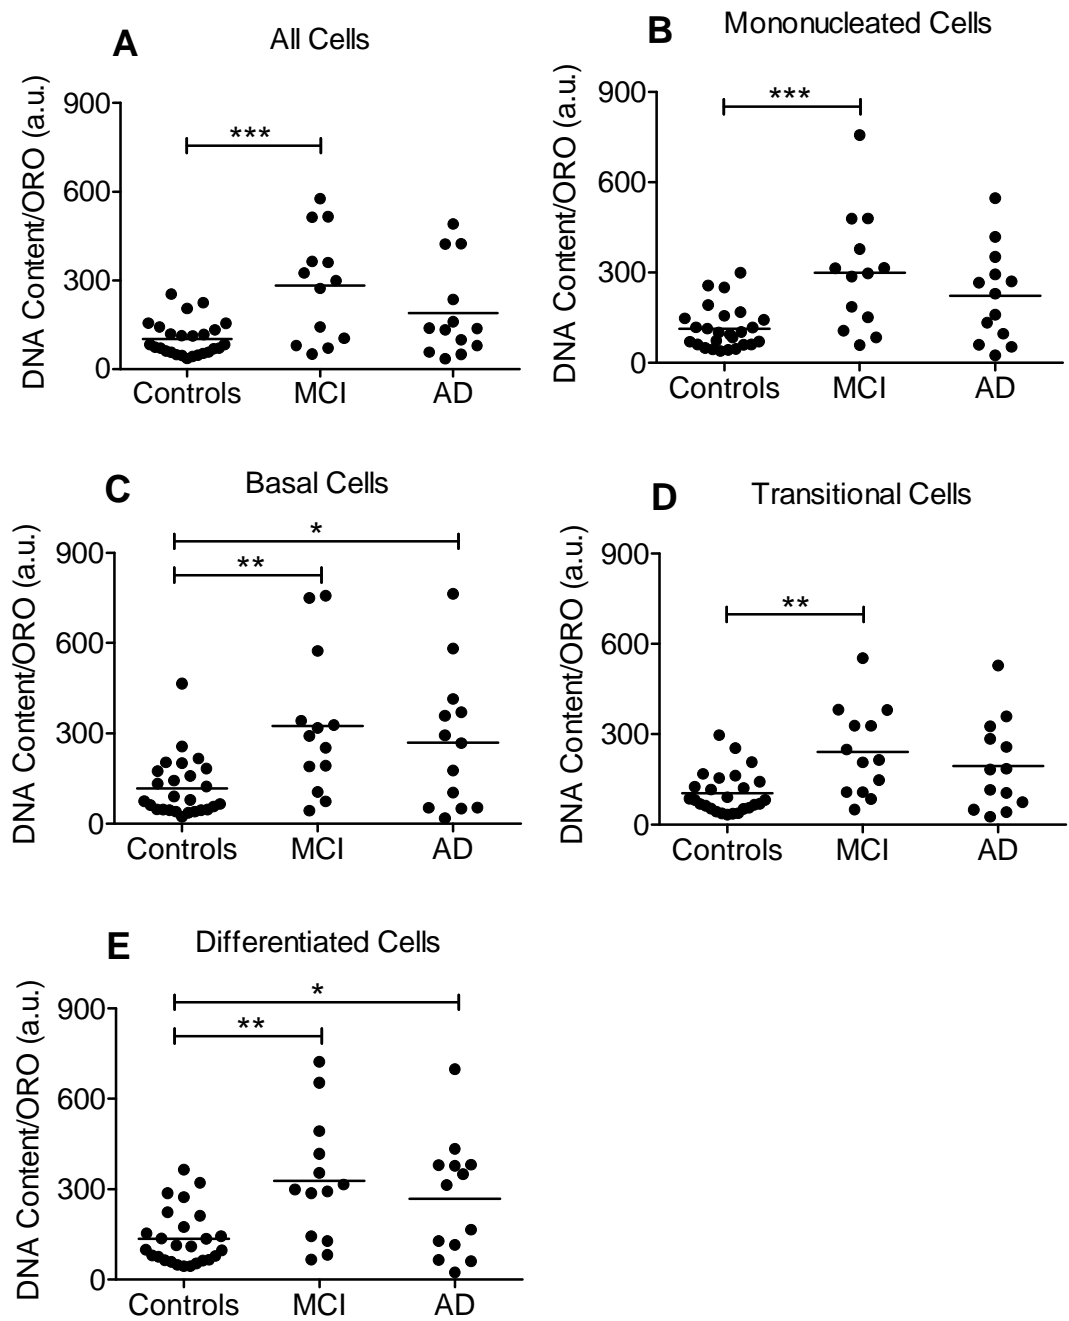 A
All Cells
DNA Content/ORO (a.u.)
900
600
300
0
***
Controls
MCI
AD
B
Mononucleated Cells
DNA Content/ORO (a.u.)
900
600
300
0
***
Controls
MCI
AD
C
Basal Cells
DNA Content/ORO (a.u.)
900
600
300
0
*
**
Controls
MCI
AD
D
Transitional Cells
DNA Content/ORO (a.u.)
900
600
300
0
**
Controls
MCI
AD
E
Differentiated Cells
DNA Content/ORO (a.u.)
900
600
300
0
*
**
Controls
MCI
AD